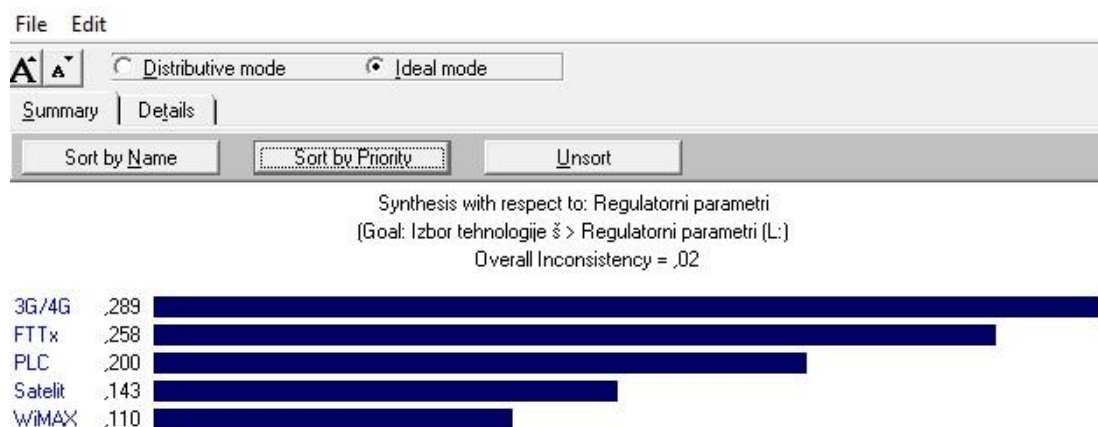 File Edit
A A Distributive mode Ideal mode
Summary Details
Sort by Name Sort by Priority Unsort
Synthesis with respect to: Regulatorni parametri
(Goal: Izbor tehnologije š > Regulatorni parametri (L:)
Overall Inconsistency = ,02
3G/4G ,289
FTTx ,258
PLC ,200
Satelit ,143
WiMAX ,110